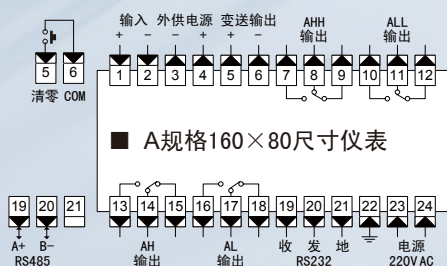 输入 外供电源 变送输出 AHH ALL
+ − − + + − 输出 输出
5 6 1 2 3 4 5 6 7 8 9 10 11 12
清零 COM
■ A规格160×80尺寸仪表
19 20 21 13 14 15 16 17 18 19 20 21 22 23 24
A+ B− AH AL 收 发 地 电源
RS485 输出 输出 RS232 220V AC